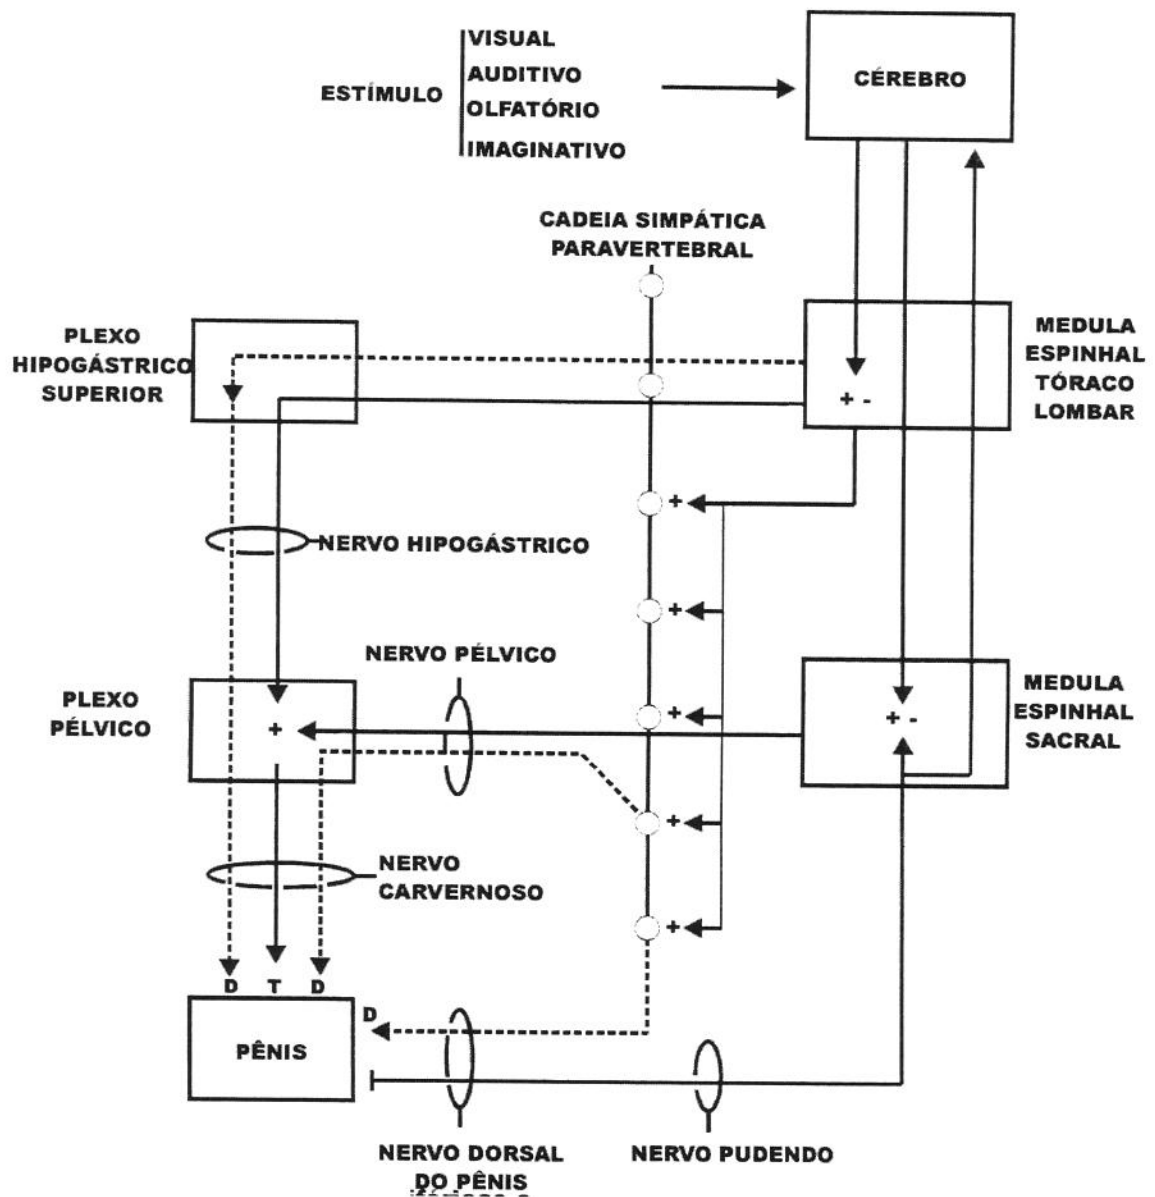 VISUAL
AUDITIVO
ESTÍMULO
OLFATÓRIO
IMAGINATIVO
CÉREBRO
CADEIA SIMPÁTICA
PARAVERTEBRAL
PLEXO
HIPOGÁSTRICO
SUPERIOR
MEDULA
ESPINHAL
TÓRACO
LOMBAR
+ -
+
NERVO HIPOGÁSTRICO
+
NERVO PÉLVICO
PLEXO
PÉLVICO
+
+
MEDULA
ESPINHAL
SACRAL
+ -
+
NERVO
CARVERNOSO
+
D T D
D
PÊNIS
NERVO DORSAL
DO PÊNIS
NERVO PUDENDO